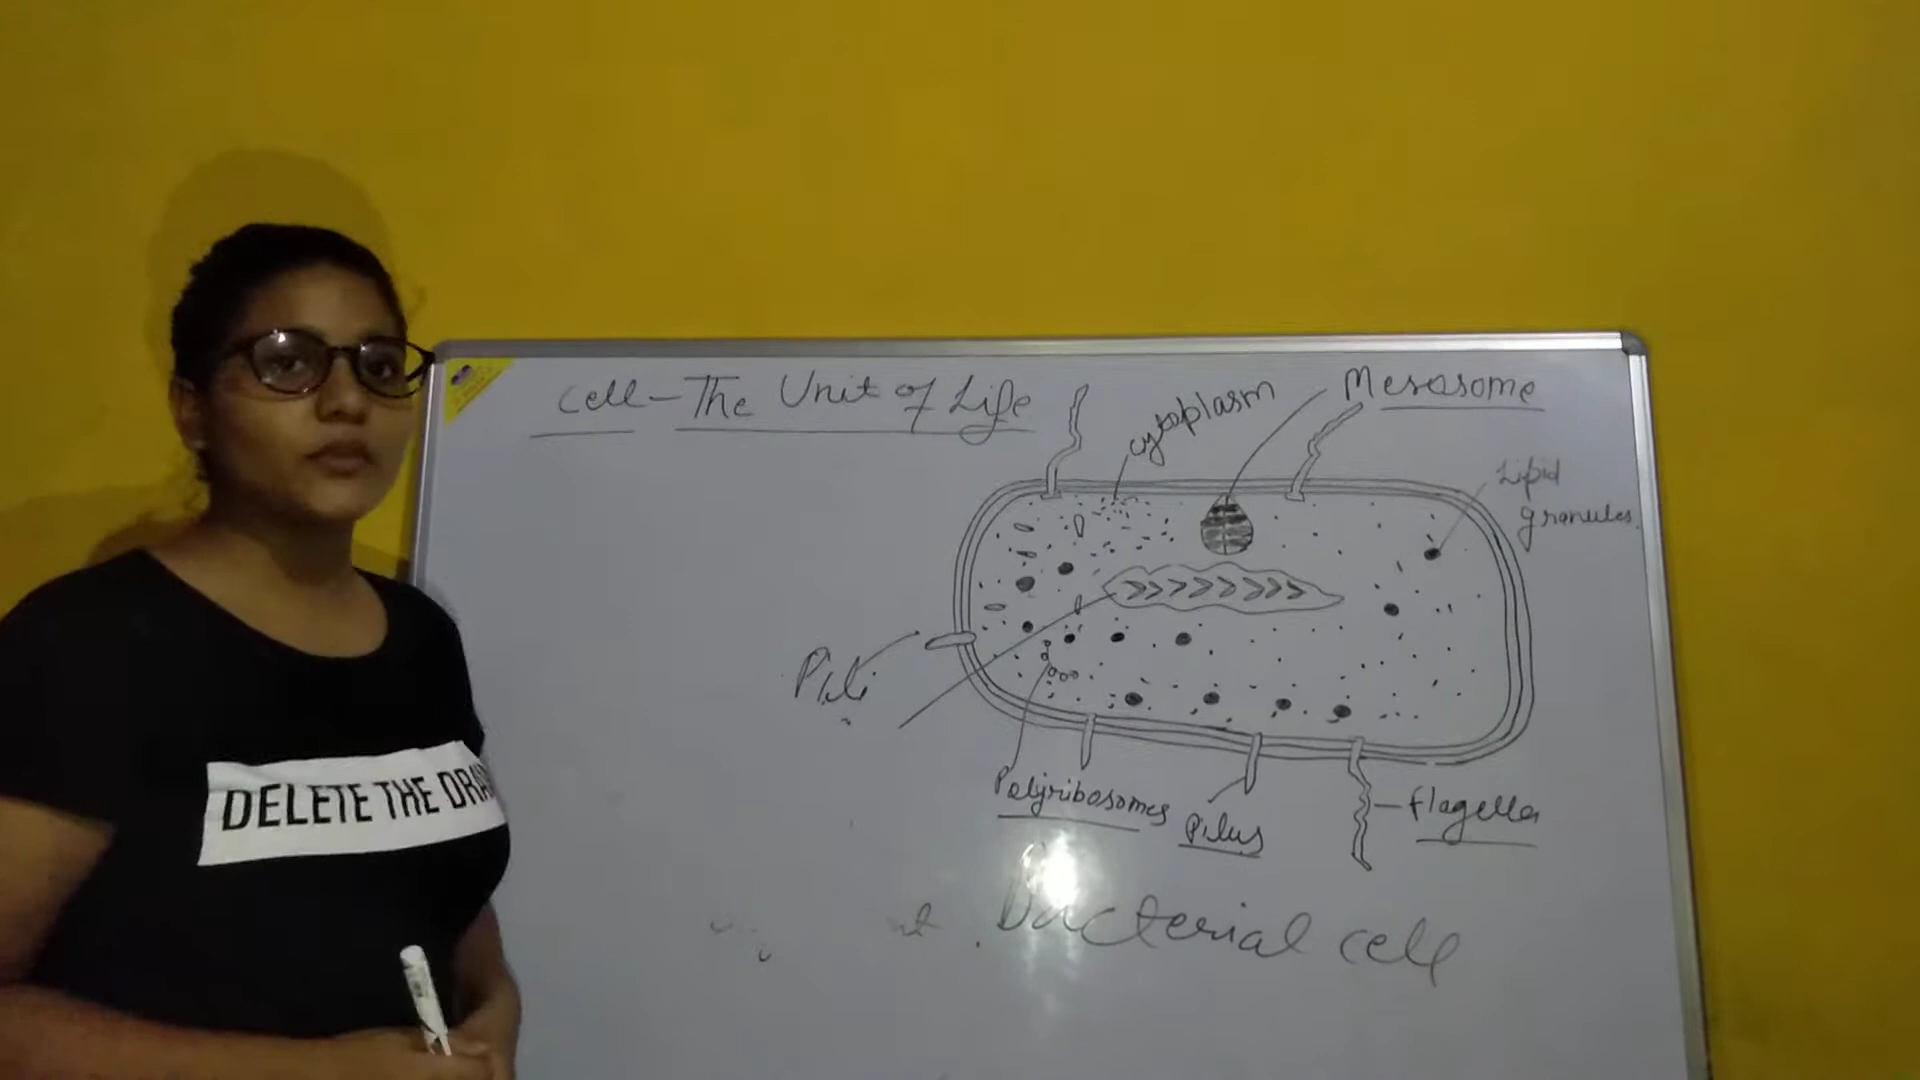 Cell - The Unit of Life
cytoplasm
Mesosome
Lipid
granules
Pili
Polyribosomes
Pilus
flagella
Bacterial cell
DELETE THE DRA